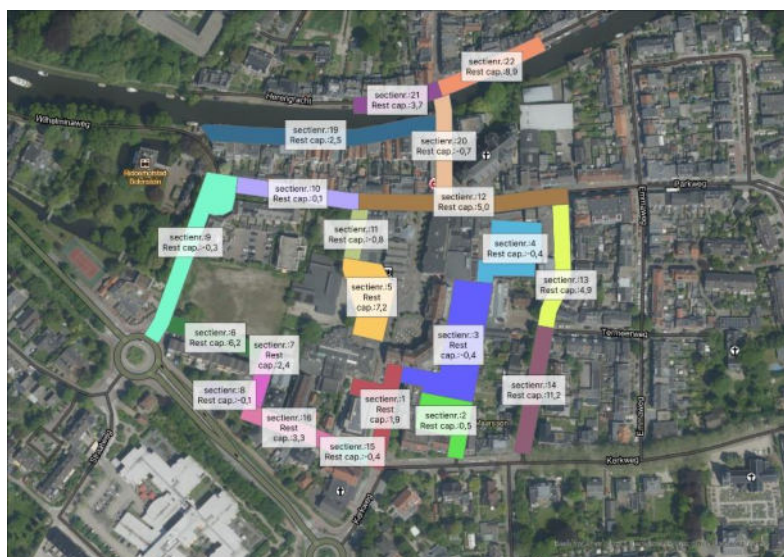 sectienr.:22
Rest cap.:8,9
sectienr.:21
Rest cap.:3,7
Herengracht
Wilhelminaweg
sectienr.:19
Rest cap.:2,5
sectienr.:20
Rest cap.:-0,7
sectienr.:10
Rest cap.:0,1
sectienr.:12
Rest cap.:5,0
Parkweg
Emmaweg
sectienr.:9
Rest cap.:-0,3
sectienr.:11
Rest cap.:-0,8
sectienr.:4
Rest cap.:-0,4
sectienr.:5
Rest
cap.:7,2
sectienr.:13
Rest cap.:4,9
sectienr.:6
Rest cap.:6,2
sectienr.:7
Rest
cap.:2,4
sectienr.:3
Rest
cap.:-0,4
Termeerweg
sectienr.:8
Rest cap.:-0,1
sectienr.:1
Rest
cap.:1,9
sectienr.:14
Rest
cap.:11,2
sectienr.:16
Rest cap.:3,3
sectienr.:2
Rest cap.:0,5
Maarssen
Emmaweg
sectienr.:15
Rest cap.:-0,4
Kerkweg
Kerkweg